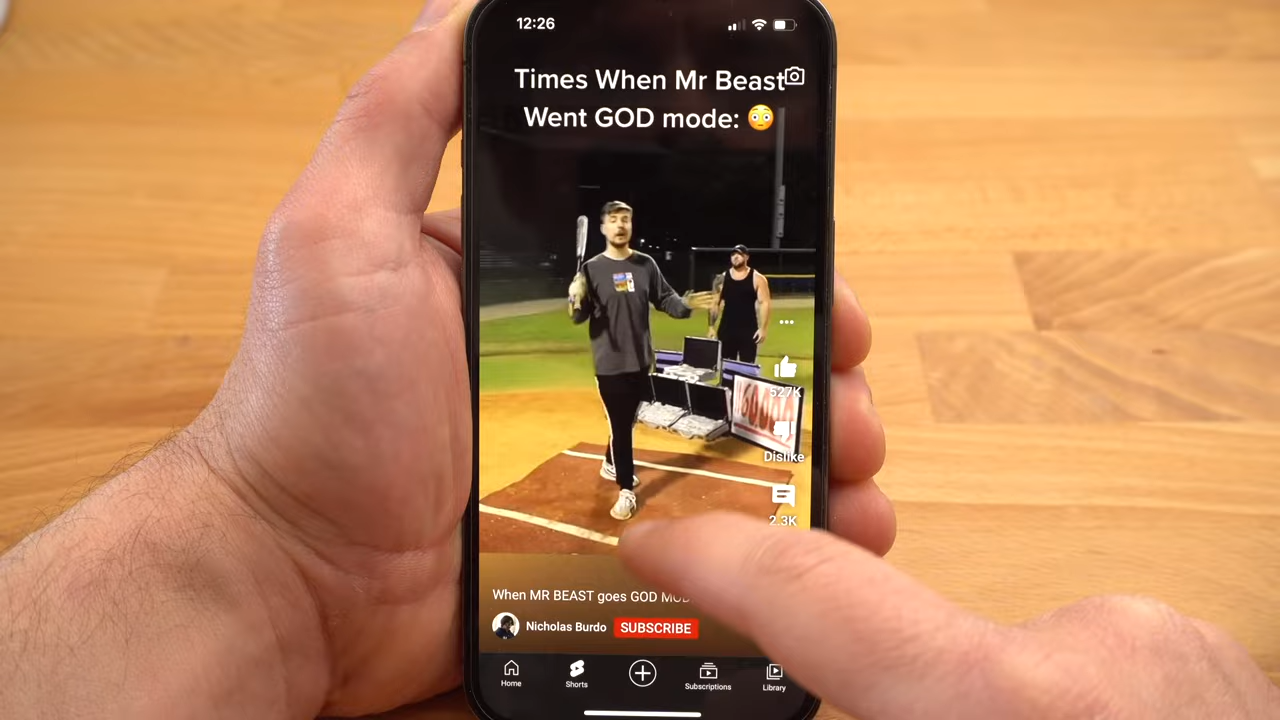 12:26
Times When Mr Beast
Went GOD mode: 😳
527K
Dislike
2.3K
When MR BEAST goes GOD MOD
Nicholas Burdo
SUBSCRIBE
Home
Shorts
Subscriptions
Library